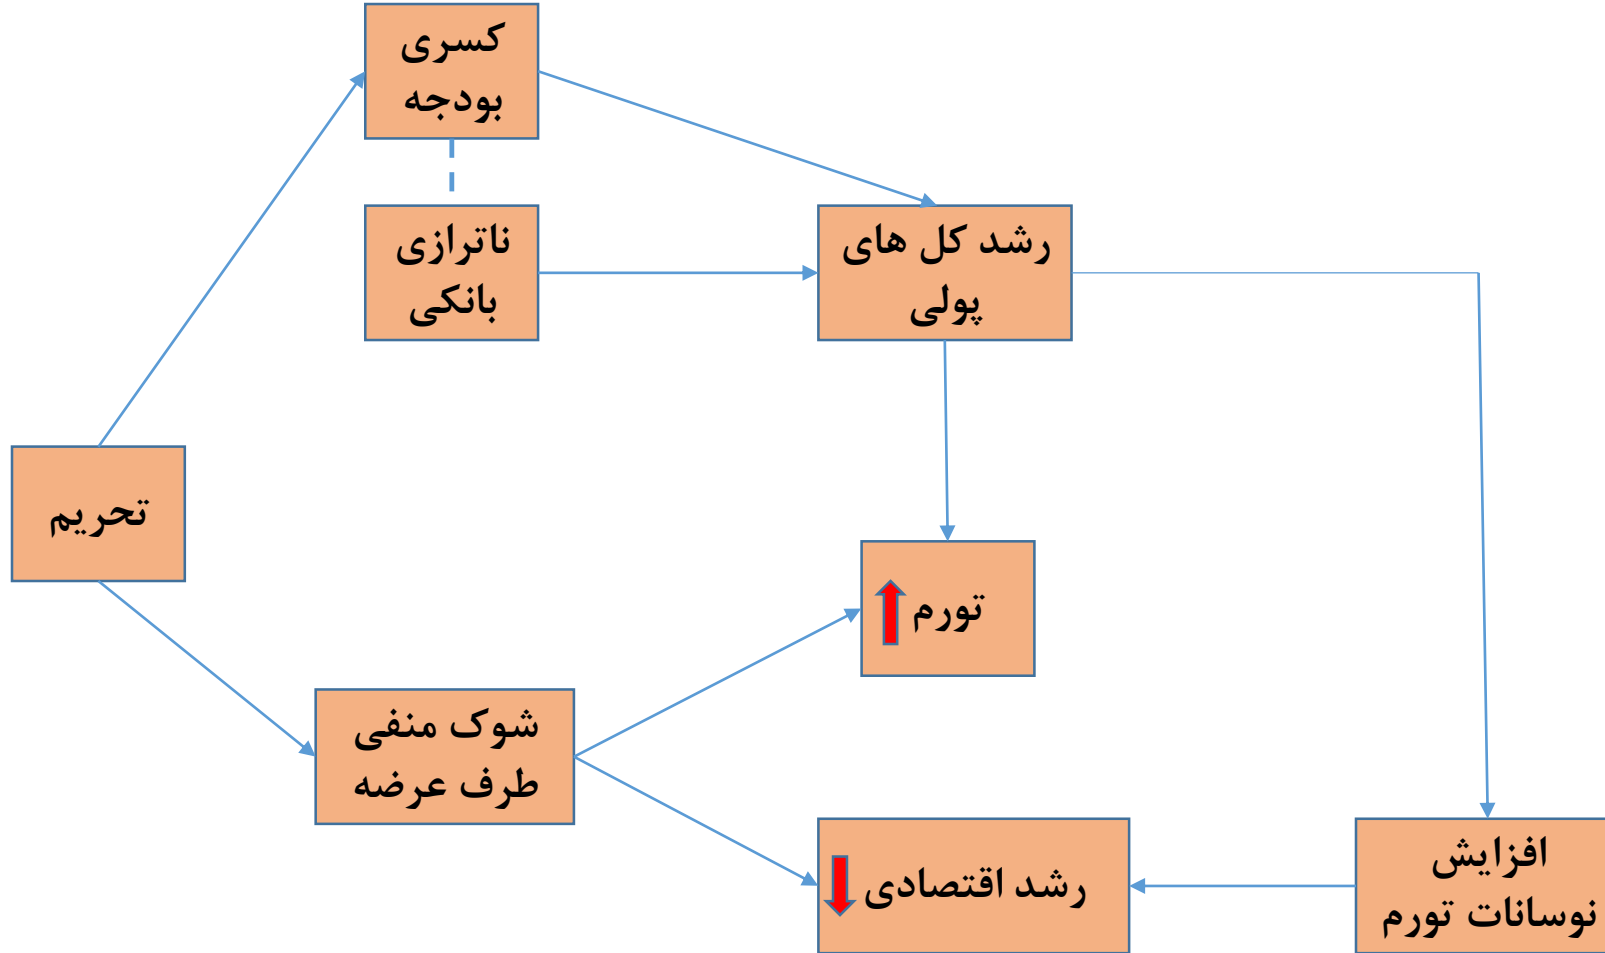 کسری
بودجه
ناترازی
بانکی
رشد کل های
پولی
تحریم
تورم
شوک منفی
طرف عرضه
رشد اقتصادی
افزایش
نوسانات تورم